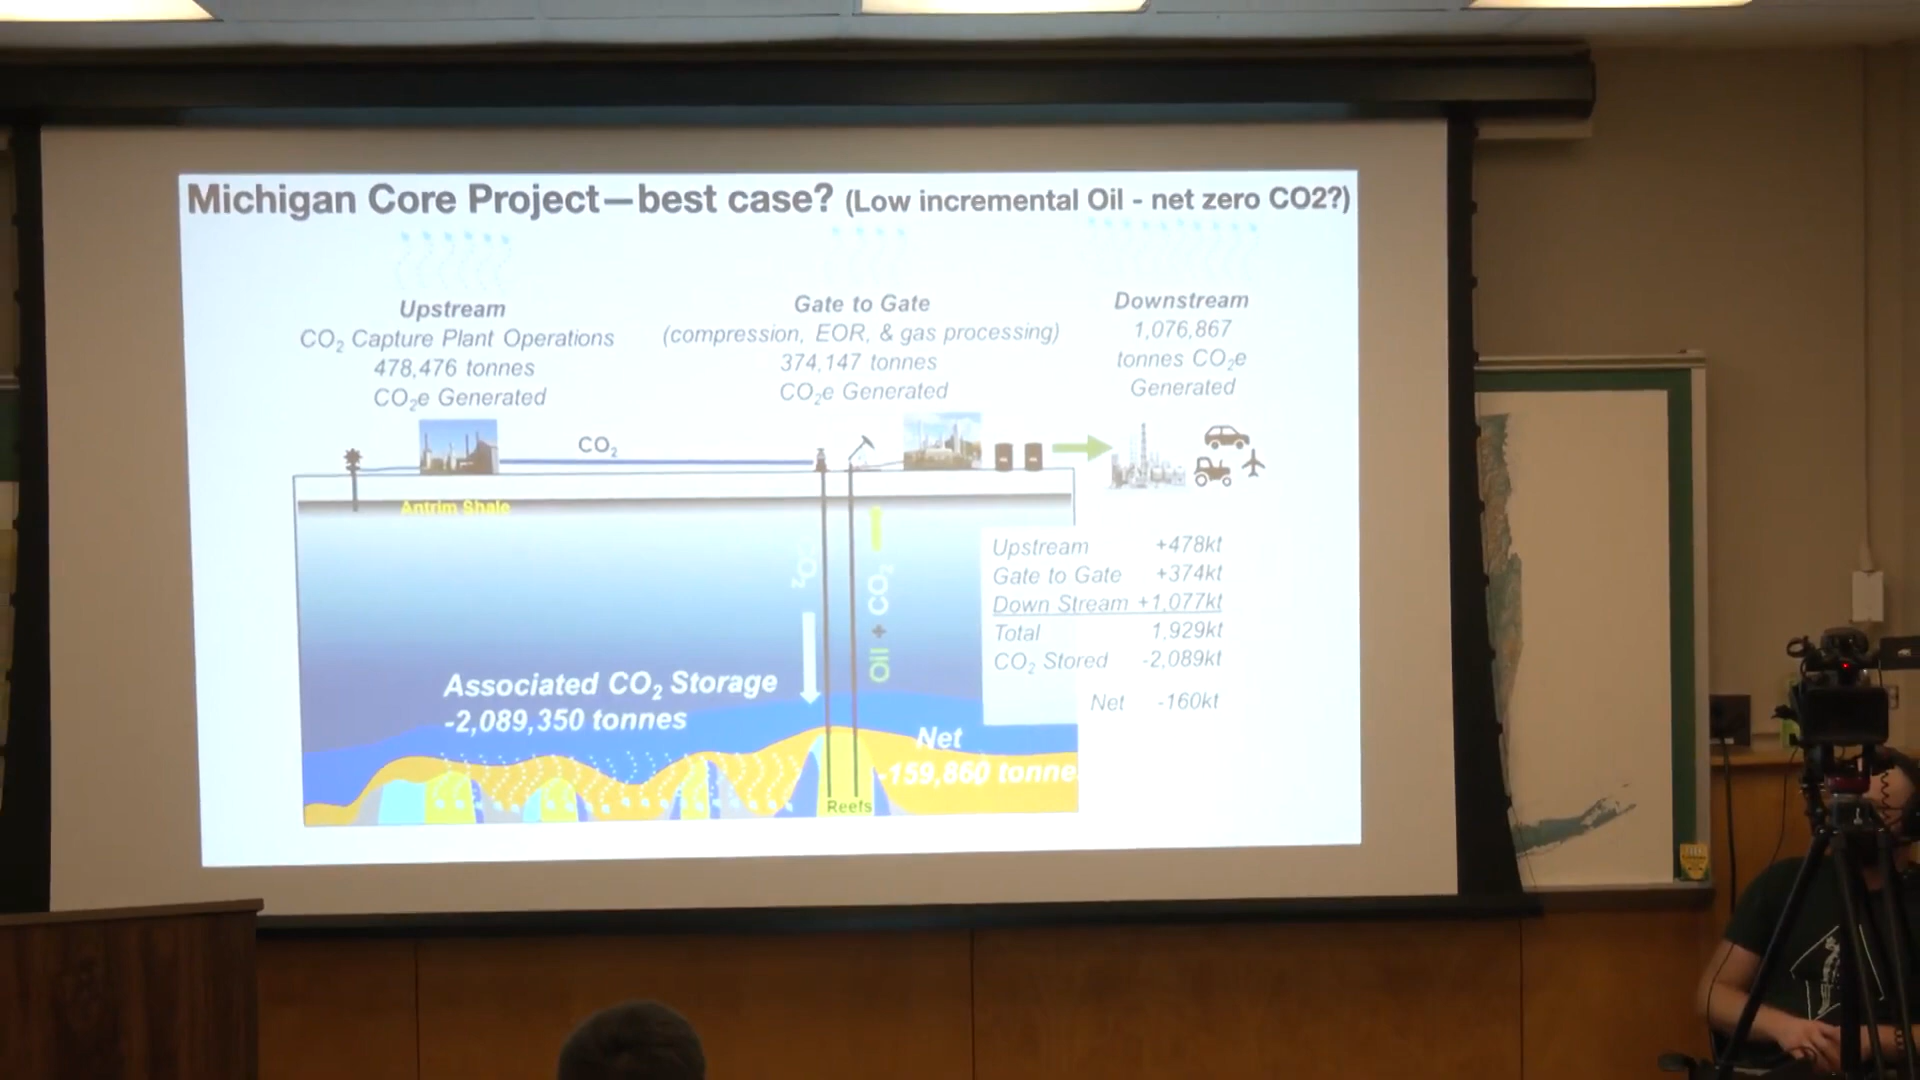 Michigan Core Project—best case? (Low incremental Oil - net zero CO2?)
Upstream
CO₂ Capture Plant Operations
478,476 tonnes
CO₂e Generated
Gate to Gate
(compression, EOR, & gas processing)
374,147 tonnes
CO₂e Generated
Downstream
1,076,867
tonnes CO₂e
Generated
CO₂
Antrim Shale
CO₂
Oil + CO₂
Upstream +478kt
Gate to Gate +374kt
Down Stream +1,077kt
Total 1,929kt
CO₂ Stored -2,089kt
Net -160kt
Associated CO₂ Storage
-2,089,350 tonnes
Net
-159,860 tonne
Reefs